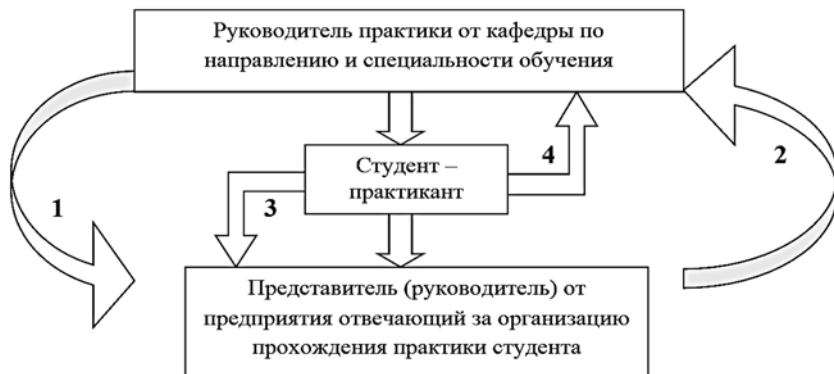 Руководитель практики от кафедры по
направлению и специальности обучения
4
2
Студент –
практикант
1
3
Представитель (руководитель) от
предприятия отвечающий за организацию
прохождения практики студента